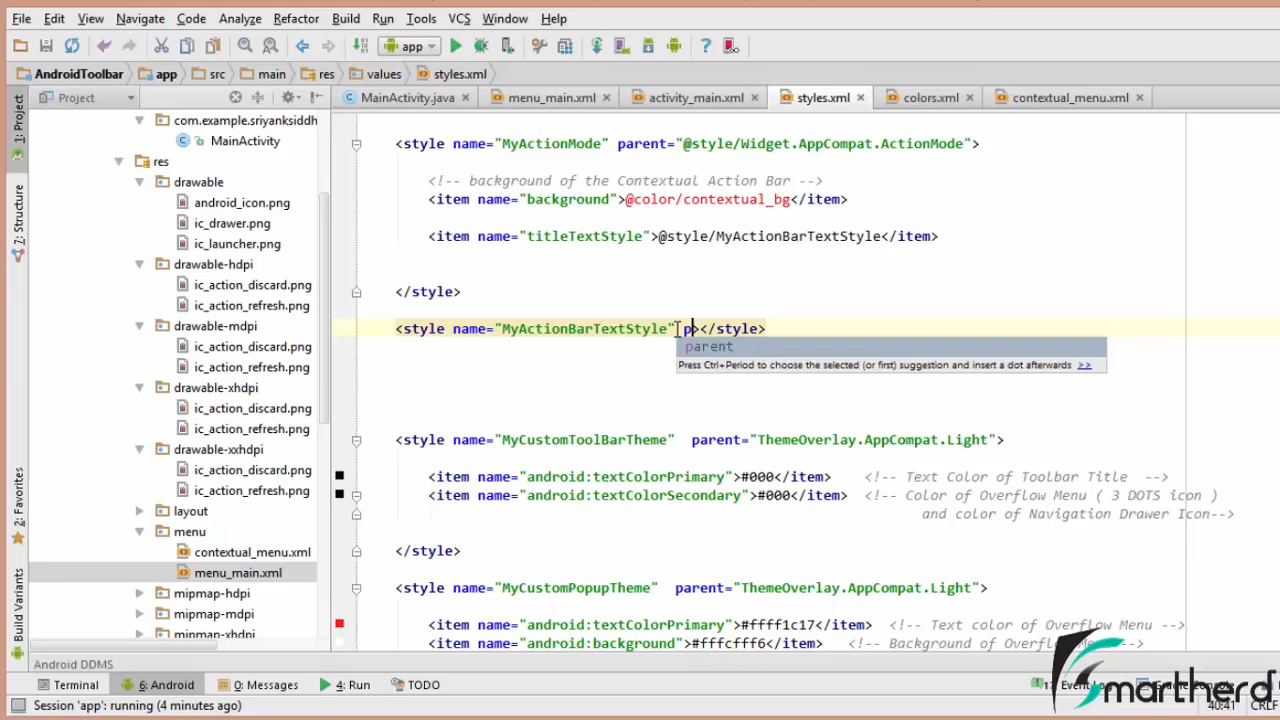 File Edit View Navigate Code Analyze Refactor Build Run Tools VCS Window Help
app
AndroidToolbar app src main res values styles.xml
Project MainActivity.java menu_main.xml activity_main.xml styles.xml colors.xml contextual_menu.xml
1: Project
7: Structure
2: Favorites
Build Variants
com.example.sriyanksiddh
MainActivity
res
drawable
android_icon.png
ic_drawer.png
ic_launcher.png
drawable-hdpi
ic_action_discard.png
ic_action_refresh.png
drawable-mdpi
ic_action_discard.png
ic_action_refresh.png
drawable-xhdpi
ic_action_discard.png
ic_action_refresh.png
drawable-xxhdpi
ic_action_discard.png
ic_action_refresh.png
layout
menu
contextual_menu.xml
menu_main.xml
mipmap-hdpi
mipmap-mdpi
mipmap-xhdpi
<style name="MyActionMode" parent="@style/Widget.AppCompat.ActionMode">
<!-- background of the Contextual Action Bar -->
<item name="background">@color/contextual_bg</item>
<item name="titleTextStyle">@style/MyActionBarTextStyle</item>
</style>
<style name="MyActionBarTextStyle" p></style>
parent
Press Ctrl+Period to choose the selected (or first) suggestion and insert a dot afterwards >>
<style name="MyCustomToolBarTheme" parent="ThemeOverlay.AppCompat.Light">
<item name="android:textColorPrimary">#000</item> <!-- Text Color of Toolbar Title -->
<item name="android:textColorSecondary">#000</item> <!-- Color of Overflow Menu ( 3 DOTS icon )
and color of Navigation Drawer Icon-->
</style>
<style name="MyCustomPopupTheme" parent="ThemeOverlay.AppCompat.Light">
<item name="android:textColorPrimary">#ffff1c17</item> <!-- Text color of Overflow Menu -->
<item name="android:background">#fffcfff6</item> <!-- Background of Overflow Menu -->
Android DDMS
Terminal 6: Android 0: Messages 4: Run TODO Event Log
Session 'app': running (4 minutes ago) 40:41 CRLF
smartherd